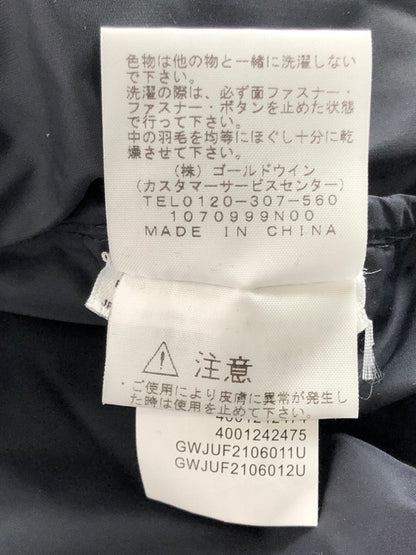 色物は他の物と一緒に洗濯しない
で下さい。
洗濯の際は、必ず面ファスナー・
ファスナー・ボタンを止めた状態
で行って下さい。
中の羽毛を均等にほぐし十分に乾
燥させて下さい。
(株)ゴールドウイン
(カスタマーサービスセンター)
TEL0120-307-560
1070999N00
MADE IN CHINA
注意
・ご使用により皮膚に異常が発生し
た時は使用を止めて下さい。
4001242474
4001242475
GWJUF2106011U
GWJUF2106012U